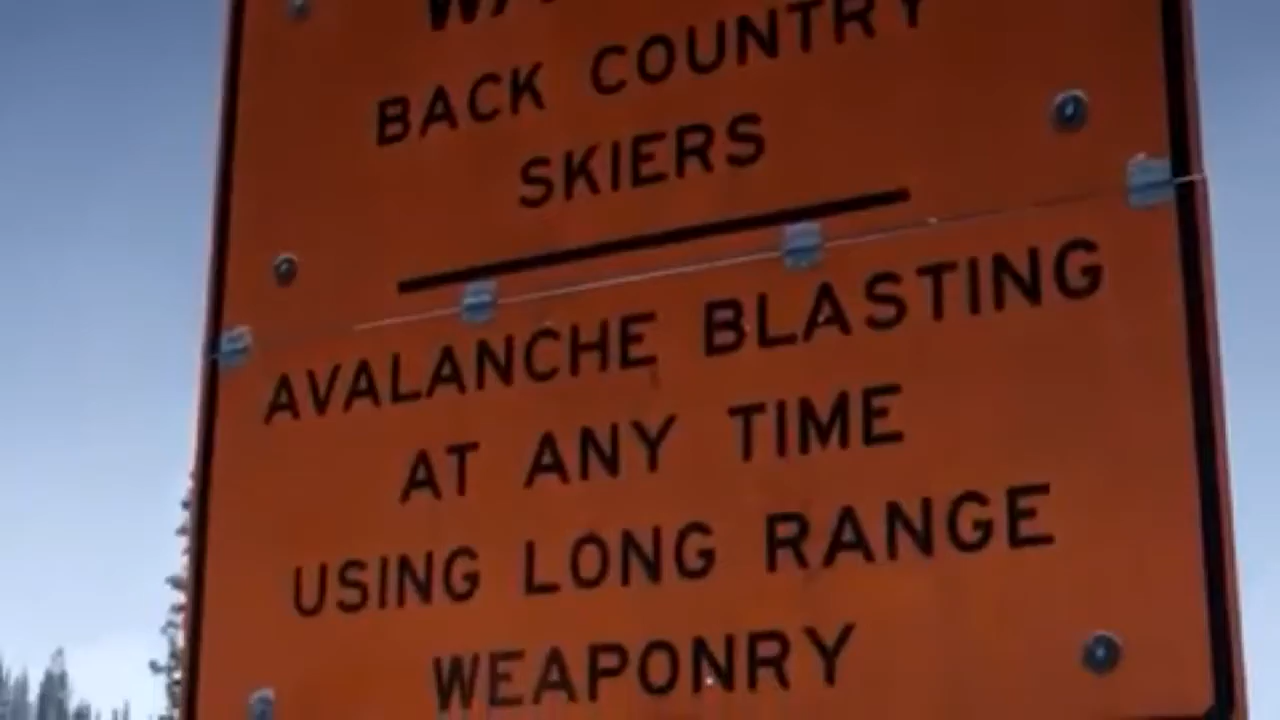 BACK COUNTRY
SKIERS
AVALANCHE BLASTING
AT ANY TIME
USING LONG RANGE
WEAPONRY